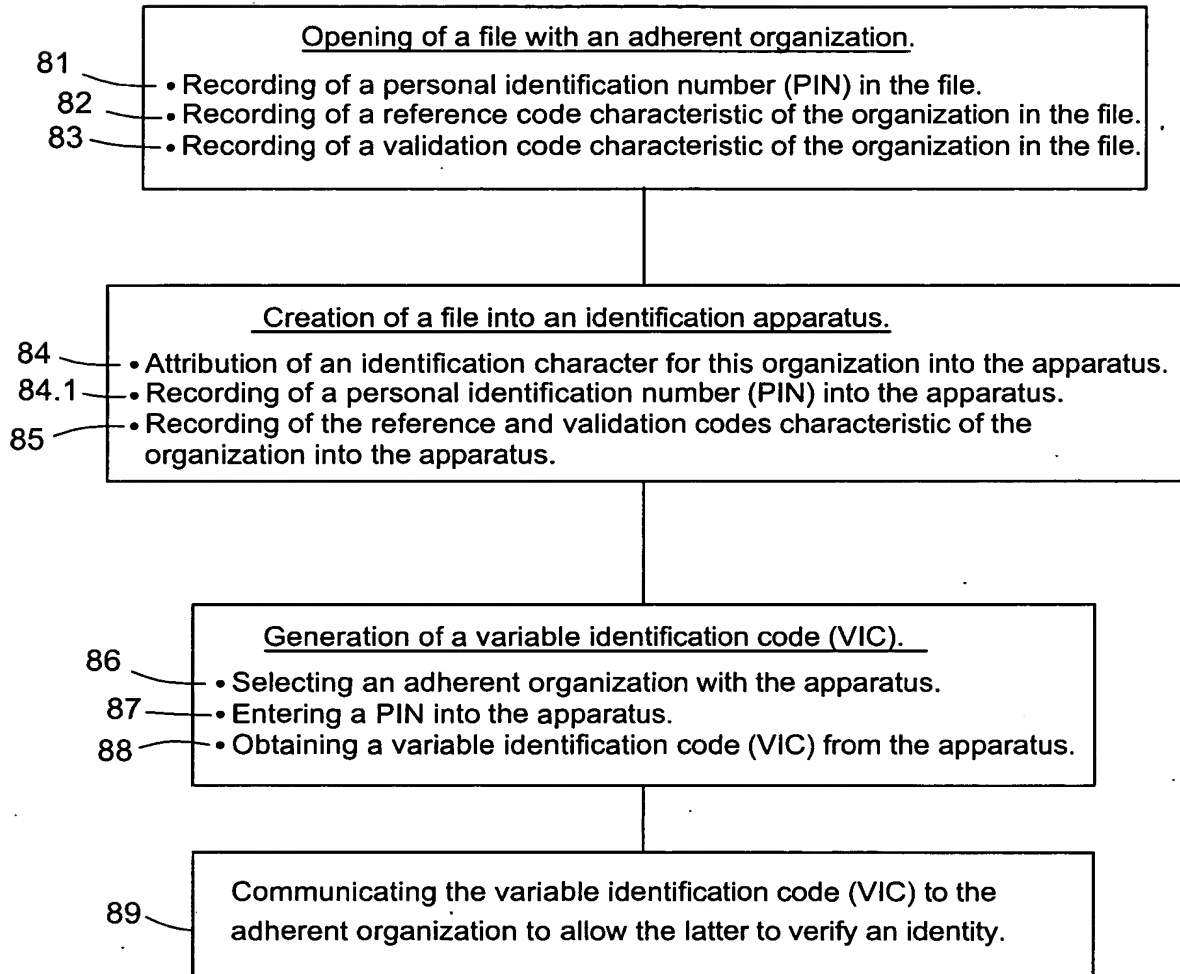 Opening of a file with an adherent organization.
81 • Recording of a personal identification number (PIN) in the file.
82 • Recording of a reference code characteristic of the organization in the file.
83 • Recording of a validation code characteristic of the organization in the file.
Creation of a file into an identification apparatus.
84 • Attribution of an identification character for this organization into the apparatus.
84.1 • Recording of a personal identification number (PIN) into the apparatus.
85 • Recording of the reference and validation codes characteristic of the
organization into the apparatus.
Generation of a variable identification code (VIC).
86 • Selecting an adherent organization with the apparatus.
87 • Entering a PIN into the apparatus.
88 • Obtaining a variable identification code (VIC) from the apparatus.
Communicating the variable identification code (VIC) to the
89 adherent organization to allow the latter to verify an identity.